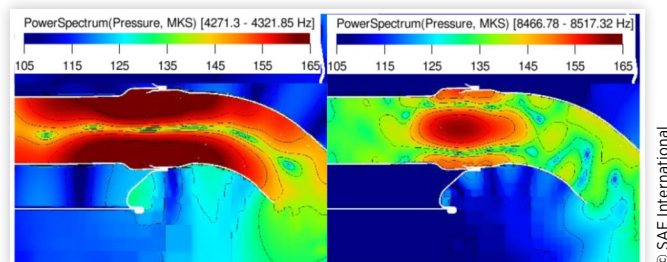 PowerSpectrum(Pressure, MKS) [4271.3 - 4321.85 Hz]
105 115 125 135 145 155 165
PowerSpectrum(Pressure, MKS) [8466.78 - 8517.32 Hz]
105 115 125 135 145 155 165
© SAE International